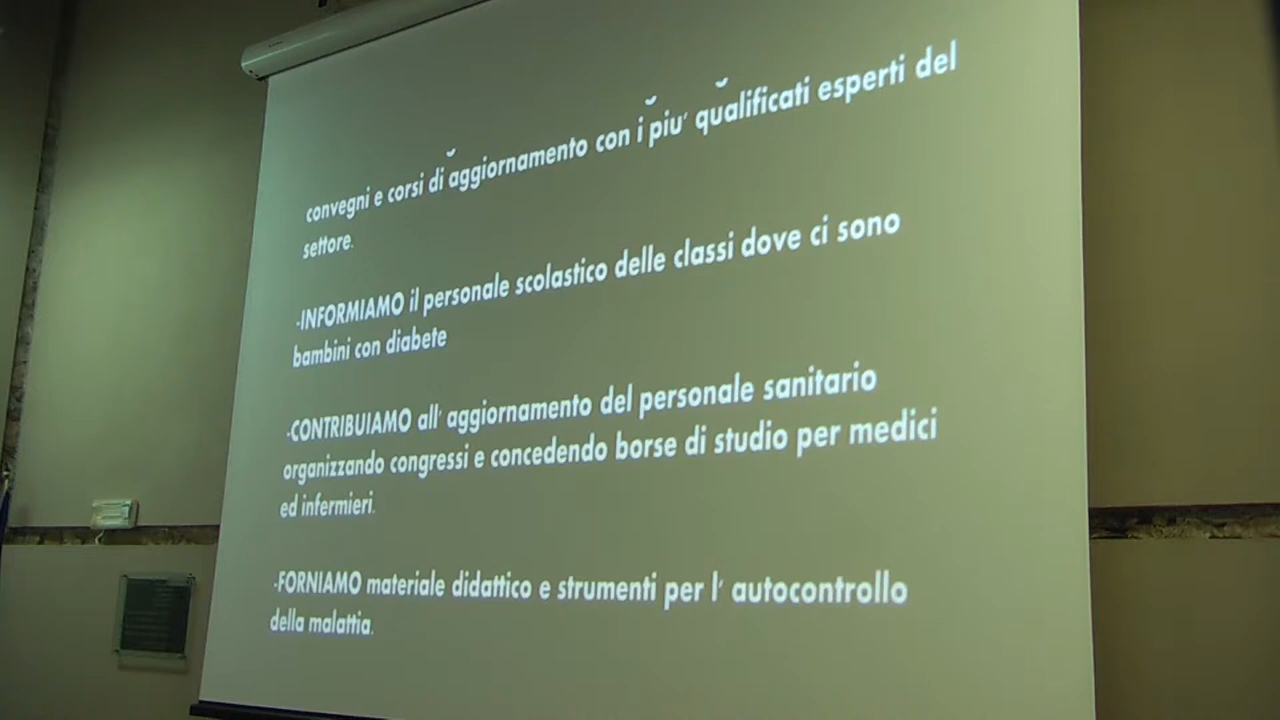 convegni e corsi di aggiornamento con i piu' qualificati esperti del
settore.
-INFORMIAMO il personale scolastico delle classi dove ci sono
bambini con diabete
-CONTRIBUIAMO all' aggiornamento del personale sanitario
organizzando congressi e concedendo borse di studio per medici
ed infermieri.
-FORNIAMO materiale didattico e strumenti per l' autocontrollo
della malattia.